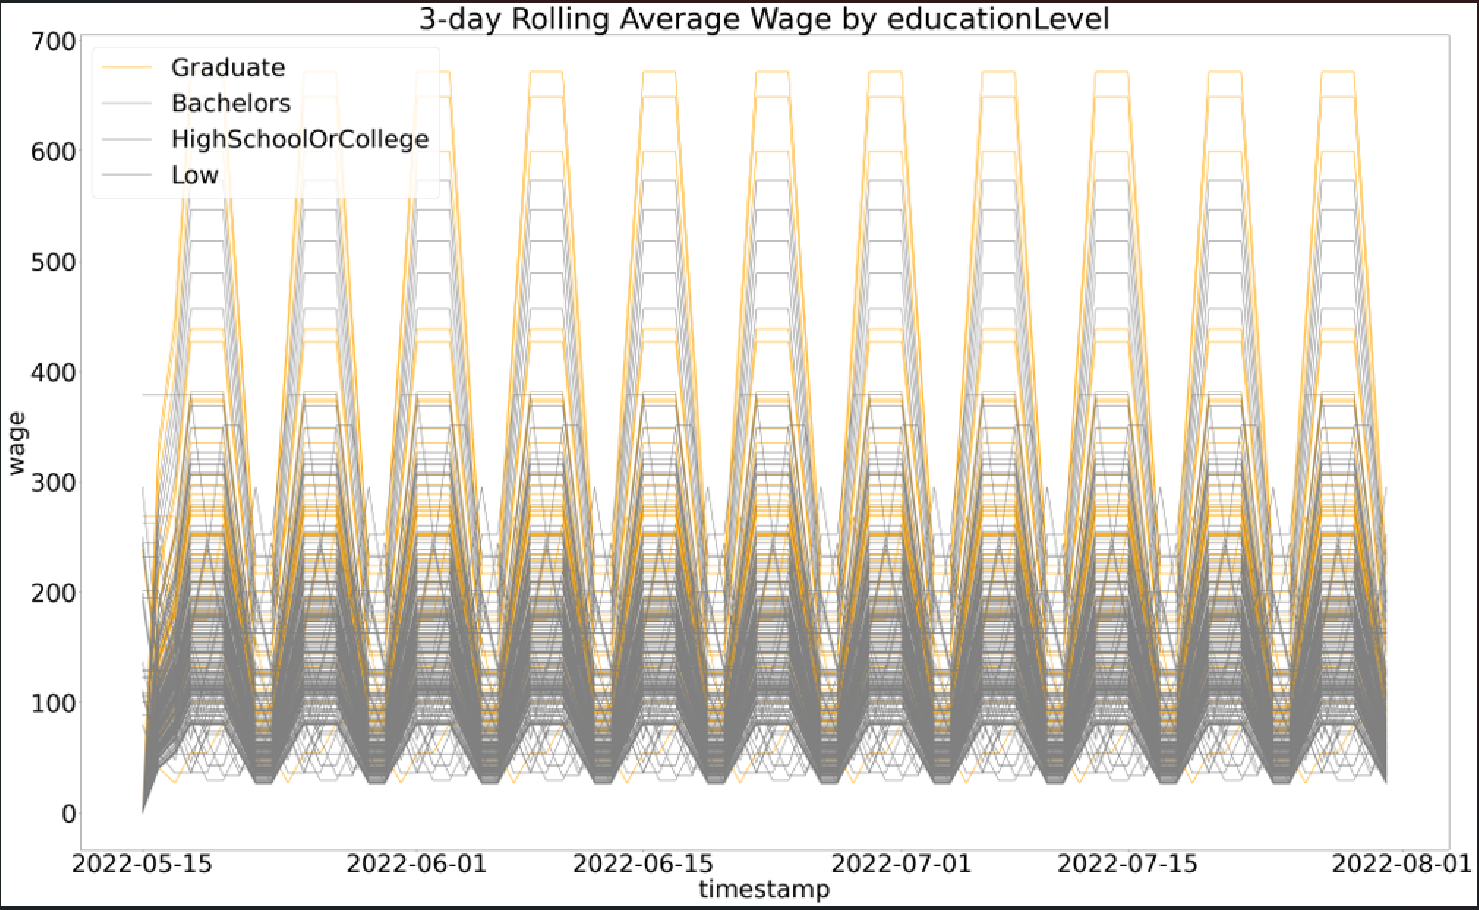 3-day Rolling Average Wage by educationLevel
700
600
500
400
300
200
100
0
wage
Graduate
Bachelors
HighSchoolOrCollege
Low
2022-05-15 2022-06-01 2022-06-15 2022-07-01 2022-07-15 2022-08-01
timestamp